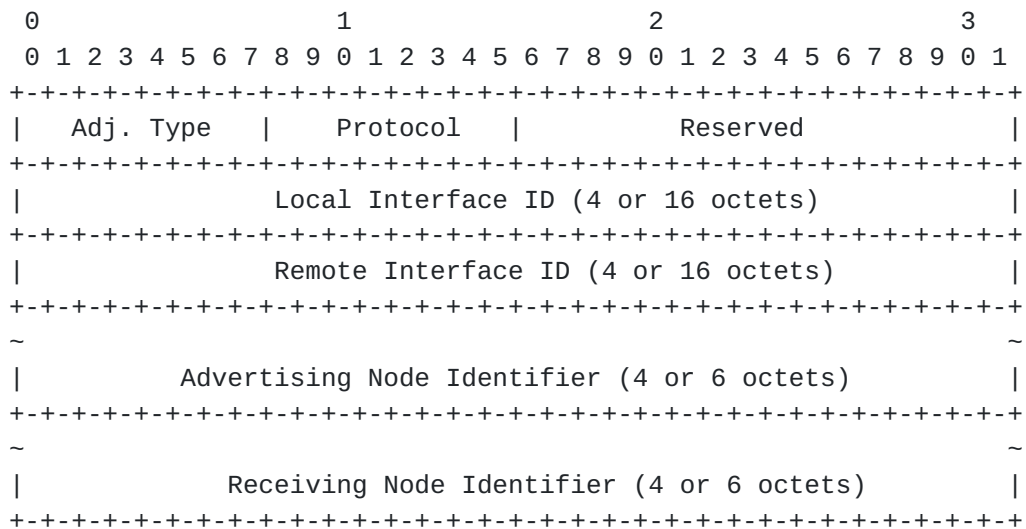 0                   1                   2                   3
 0 1 2 3 4 5 6 7 8 9 0 1 2 3 4 5 6 7 8 9 0 1 2 3 4 5 6 7 8 9 0 1
+-+-+-+-+-+-+-+-+-+-+-+-+-+-+-+-+-+-+-+-+-+-+-+-+-+-+-+-+-+-+-+-+
|   Adj. Type   |    Protocol   |          Reserved             |
+-+-+-+-+-+-+-+-+-+-+-+-+-+-+-+-+-+-+-+-+-+-+-+-+-+-+-+-+-+-+-+-+
|                Local Interface ID (4 or 16 octets)            |
+-+-+-+-+-+-+-+-+-+-+-+-+-+-+-+-+-+-+-+-+-+-+-+-+-+-+-+-+-+-+-+-+
|                Remote Interface ID (4 or 16 octets)           |
+-+-+-+-+-+-+-+-+-+-+-+-+-+-+-+-+-+-+-+-+-+-+-+-+-+-+-+-+-+-+-+-+
~                                                               ~
|          Advertising Node Identifier (4 or 6 octets)          |
+-+-+-+-+-+-+-+-+-+-+-+-+-+-+-+-+-+-+-+-+-+-+-+-+-+-+-+-+-+-+-+-+
~                                                               ~
|             Receiving Node Identifier (4 or 6 octets)         |
+-+-+-+-+-+-+-+-+-+-+-+-+-+-+-+-+-+-+-+-+-+-+-+-+-+-+-+-+-+-+-+-+